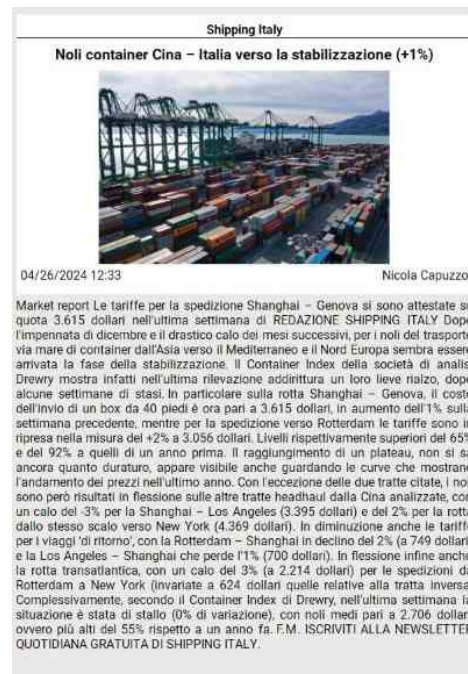 Shipping Italy
Noli container Cina – Italia verso la stabilizzazione (+1%)
04/26/2024 12:33 Nicola Capuzzo
Market report Le tariffe per la spedizione Shanghai – Genova si sono attestate su
quota 3.615 dollari nell'ultima settimana di REDAZIONE SHIPPING ITALY Dopo
l'impennata di dicembre e il drastico calo dei mesi successivi, per i noli del trasporto
via mare di container dall'Asia verso il Mediterraneo e il Nord Europa sembra essere
arrivata la fase della stabilizzazione. Il Container Index della società di analisi
Drewry mostra infatti nell'ultima rilevazione addirittura un loro lieve rialzo, dopo
alcune settimane di stasi. In particolare sulla rotta Shanghai – Genova, il costo
dell'invio di un box da 40 piedi è ora pari a 3.615 dollari, in aumento dell'1% sulla
settimana precedente, mentre per la spedizione verso Rotterdam le tariffe sono in
ripresa nella misura del +2% a 3.056 dollari. Livelli rispettivamente superiori del 65%
e del 92% a quelli di un anno prima. Il raggiungimento di un plateau, non si sa
ancora quanto duraturo, appare visibile anche guardando le curve che mostrano
l'andamento dei prezzi nell'ultimo anno. Con l'eccezione delle due tratte citate, i noli
sono però risultati in flessione sulle altre tratte headhaul dalla Cina analizzate, con
un calo del -3% per la Shanghai – Los Angeles (3.395 dollari) e del 2% per la rotta
dallo stesso scalo verso New York (4.369 dollari). In diminuzione anche le tariffe
per i viaggi 'di ritorno', con la Rotterdam – Shanghai in declino del 2% (a 749 dollari)
e la Los Angeles – Shanghai che perde l'1% (700 dollari). In flessione infine anche
la rotta transatlantica, con un calo del 3% (a 2.214 dollari) per le spedizioni da
Rotterdam a New York (invariate a 624 dollari quelle relative alla tratta inversa).
Complessivamente, secondo il Container Index di Drewry, nell'ultima settimana la
situazione è stata di stallo (0% di variazione), con noli medi pari a 2.706 dollari,
ovvero più alti del 55% rispetto a un anno fa. F.M. ISCRIVITI ALLA NEWSLETTER
QUOTIDIANA GRATUITA DI SHIPPING ITALY.